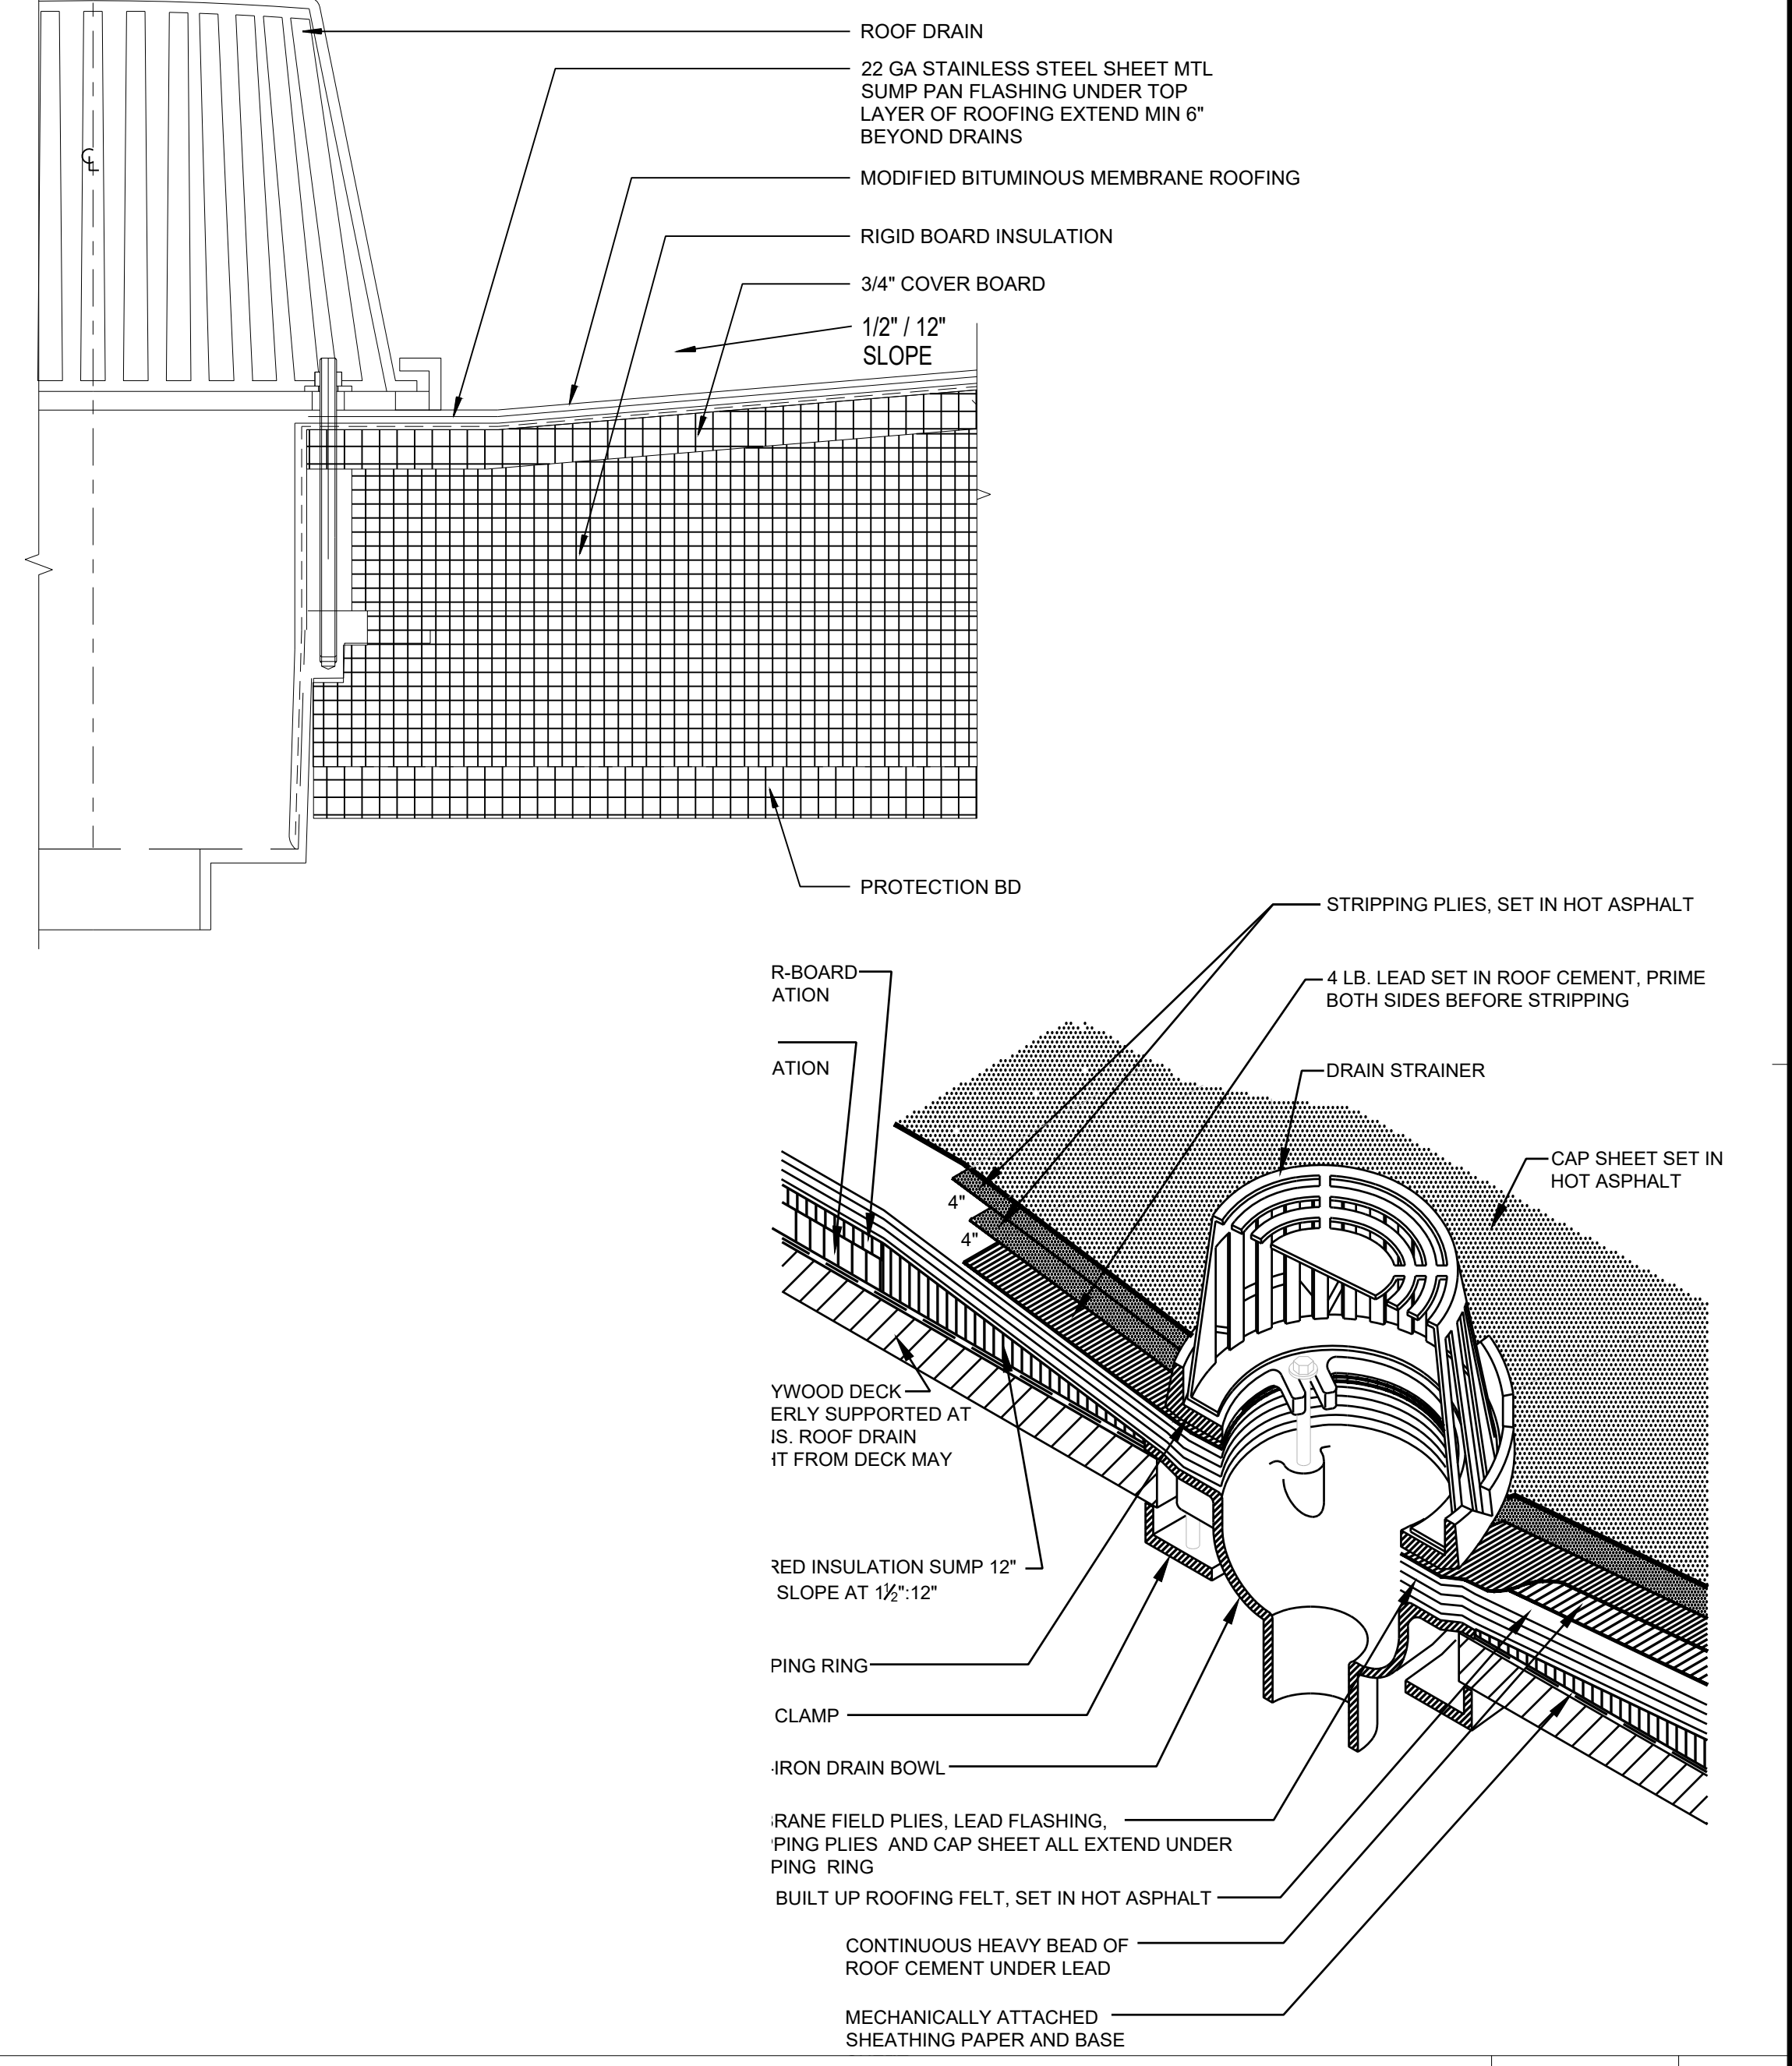 ROOF DRAIN
22 GA STAINLESS STEEL SHEET MTL
SUMP PAN FLASHING UNDER TOP
LAYER OF ROOFING EXTEND MIN 6"
BEYOND DRAINS
MODIFIED BITUMINOUS MEMBRANE ROOFING
RIGID BOARD INSULATION
3/4" COVER BOARD
1/2" / 12"
SLOPE
PROTECTION BD
STRIPPING PLIES, SET IN HOT ASPHALT
R-BOARD
ATION
4 LB. LEAD SET IN ROOF CEMENT, PRIME
BOTH SIDES BEFORE STRIPPING
ATION
DRAIN STRAINER
CAP SHEET SET IN
HOT ASPHALT
4"
4"
YWOOD DECK
ERLY SUPPORTED AT
NS. ROOF DRAIN
HT FROM DECK MAY
RED INSULATION SUMP 12"
SLOPE AT 1½":12"
PING RING
CLAMP
-IRON DRAIN BOWL
BRANE FIELD PLIES, LEAD FLASHING,
PPING PLIES AND CAP SHEET ALL EXTEND UNDER
PING RING
BUILT UP ROOFING FELT, SET IN HOT ASPHALT
CONTINUOUS HEAVY BEAD OF
ROOF CEMENT UNDER LEAD
MECHANICALLY ATTACHED
SHEATHING PAPER AND BASE